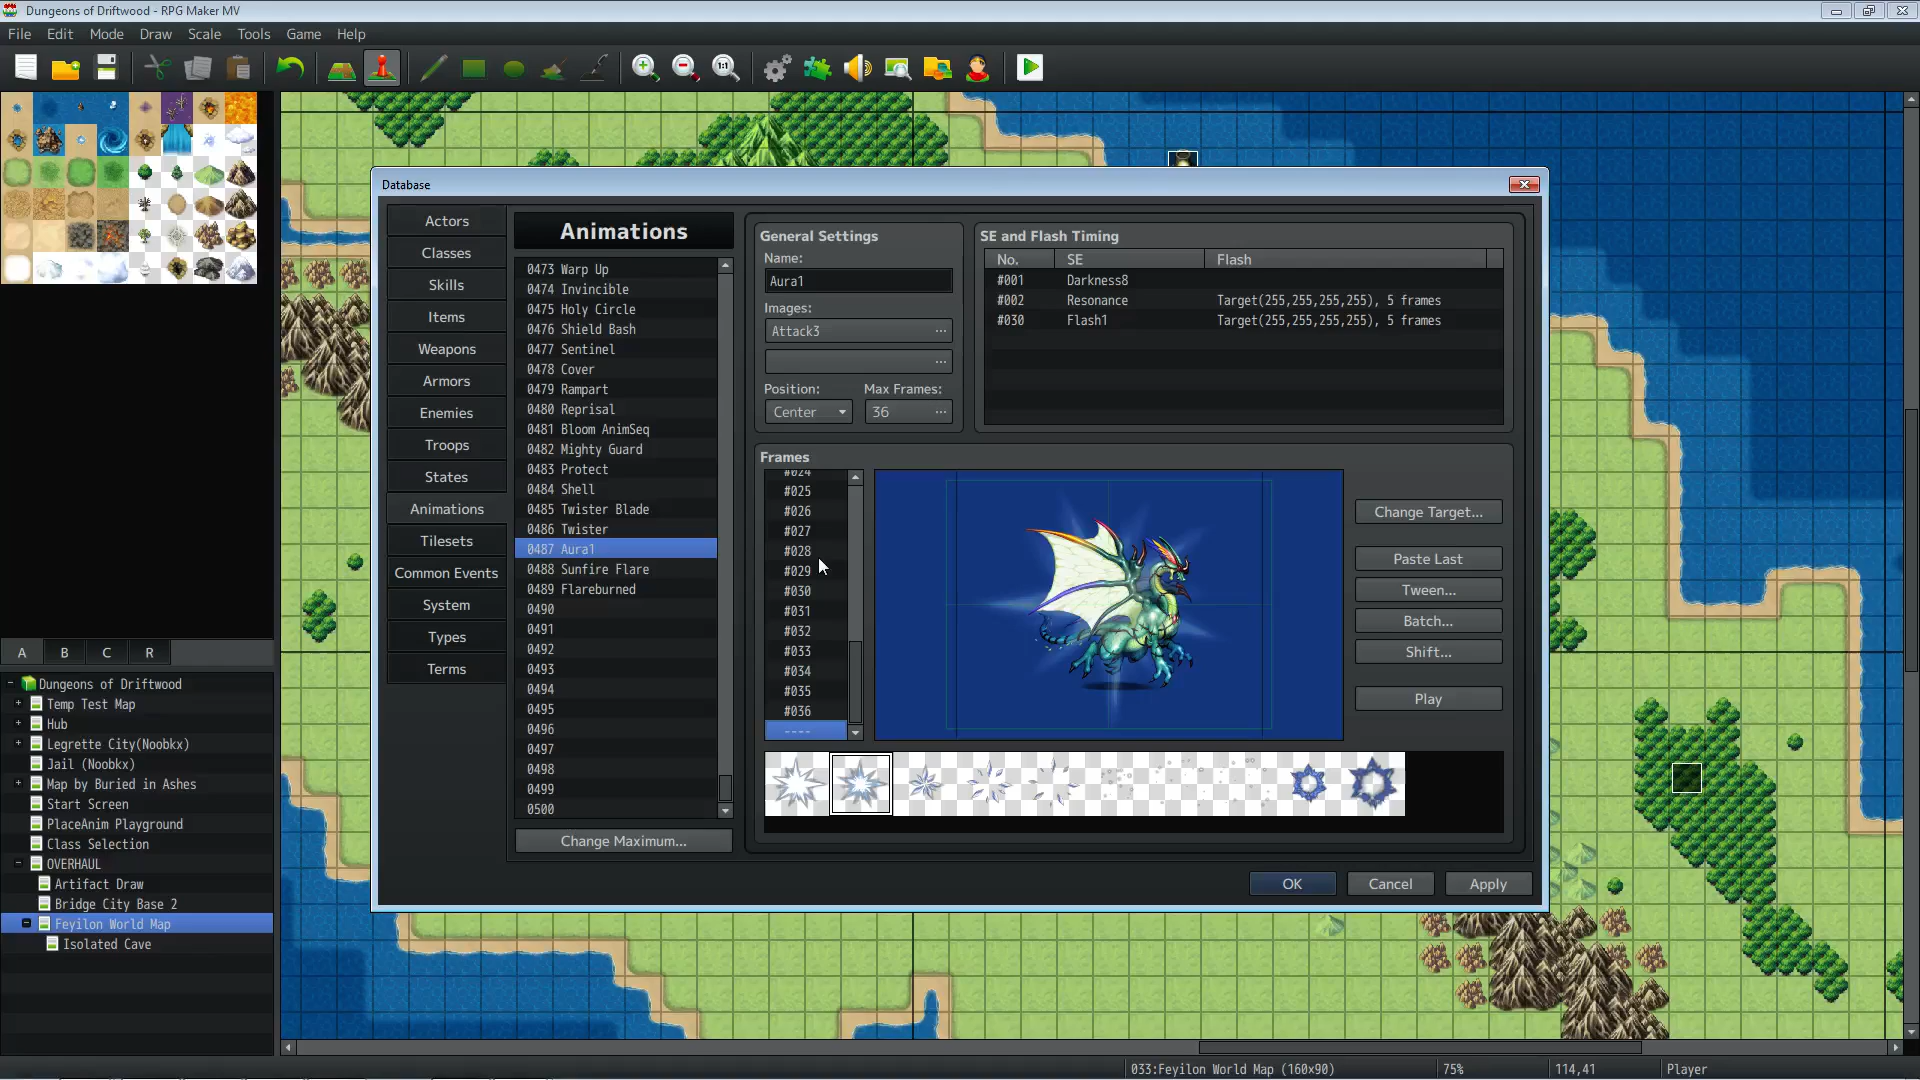 Dungeons of Driftwood - RPG Maker MV
File Edit Mode Draw Scale Tools Game Help
1:1
A B C R
Dungeons of Driftwood
Temp Test Map
Hub
Legrette City(Noobkx)
Jail (Noobkx)
Map by Buried in Ashes
Start Screen
PlaceAnim Playground
Class Selection
OVERHAUL
Artifact Draw
Bridge City Base 2
Feyilon World Map
Isolated Cave
Database
Actors
Classes
Skills
Items
Weapons
Armors
Enemies
Troops
States
Animations
Tilesets
Common Events
System
Types
Terms
Animations
0473 Warp Up
0474 Invincible
0475 Holy Circle
0476 Shield Bash
0477 Sentinel
0478 Cover
0479 Rampart
0480 Reprisal
0481 Bloom AnimSeq
0482 Mighty Guard
0483 Protect
0484 Shell
0485 Twister Blade
0486 Twister
0487 Aura1
0488 Sunfire Flare
0489 Flareburned
0490
0491
0492
0493
0494
0495
0496
0497
0498
0499
0500
Change Maximum...
General Settings
Name:
Aura1
Images:
Attack3 ...
...
Position: Max Frames:
Center 36 ...
SE and Flash Timing
No. SE Flash
#001 Darkness8
#002 Resonance Target(255,255,255,255), 5 frames
#030 Flash1 Target(255,255,255,255), 5 frames
Frames
#024
#025
#026
#027
#028
#029
#030
#031
#032
#033
#034
#035
#036
----
Change Target...
Paste Last
Tween...
Batch...
Shift...
Play
OK Cancel Apply
033:Feyilon World Map (160×90) 75% 114,41 Player